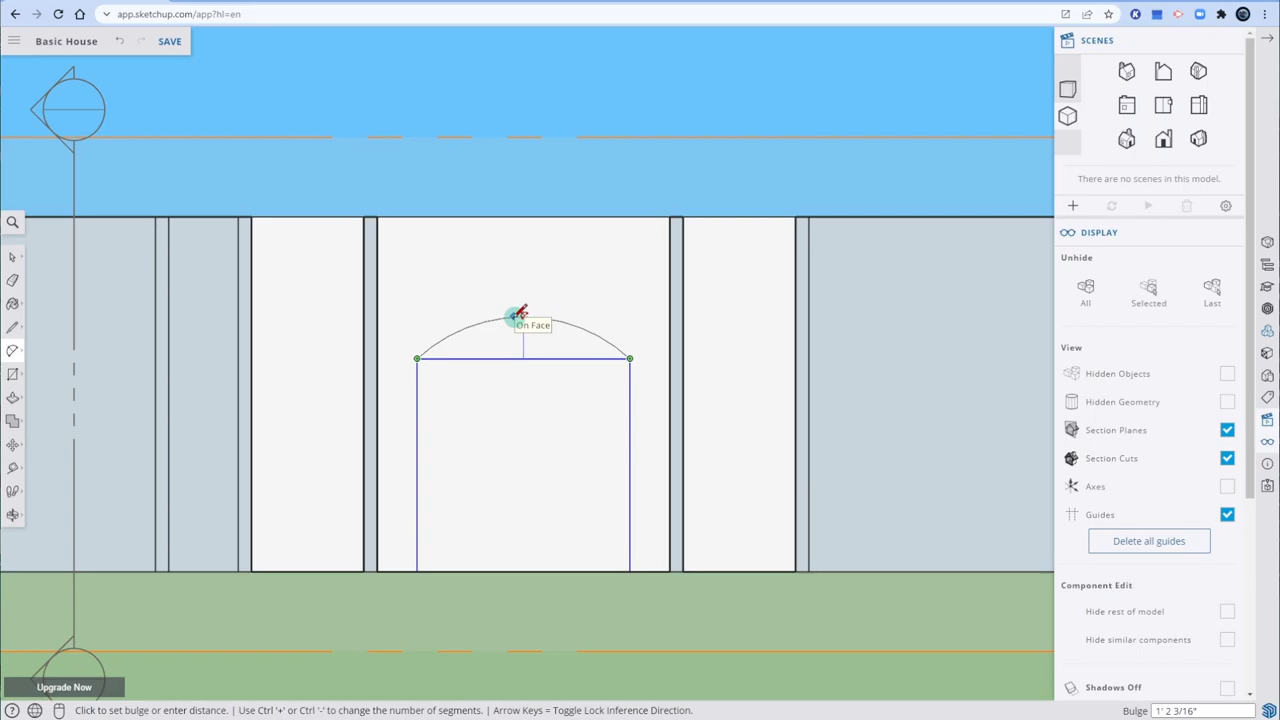 app.sketchup.com/app?hl=en
Basic House
SAVE
SCENES
There are no scenes in this model.
DISPLAY
Unhide
All
Selected
Last
View
Hidden Objects
Hidden Geometry
Section Planes
Section Cuts
Axes
Guides
Delete all guides
Component Edit
Hide rest of model
Hide similar components
Shadows Off
On Face
Upgrade Now
Click to set bulge or enter distance. | Use Ctrl '+' or Ctrl '-' to change the number of segments. | Arrow Keys = Toggle Lock Inference Direction.
Bulge 1' 2 3/16"